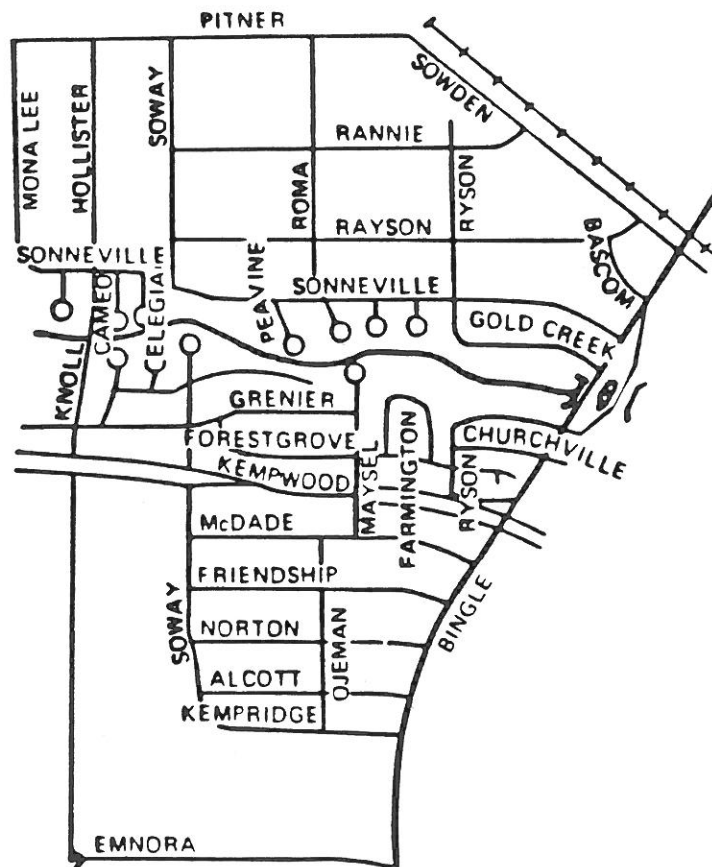 PITNER
SOWDEN
MONA LEE
HOLLISTER
SOWAY
RANNIE
ROMA
RYSON
RAYSON
BASCOM
SONNEVILLE
PEAVINE
SONNEVILLE
CAMEO
ELEGIA
GOLD CREEK
KNOLL
GRENIER
FORESTGROVE
CHURCHVILLE
KEMPWOOD
MAYSEL
FARMINGTON
RYSON
McDADE
FRIENDSHIP
BINGLE
SOWAY
NORTON
OJEMAN
ALCOTT
KEMPRIDGE
EMNORA